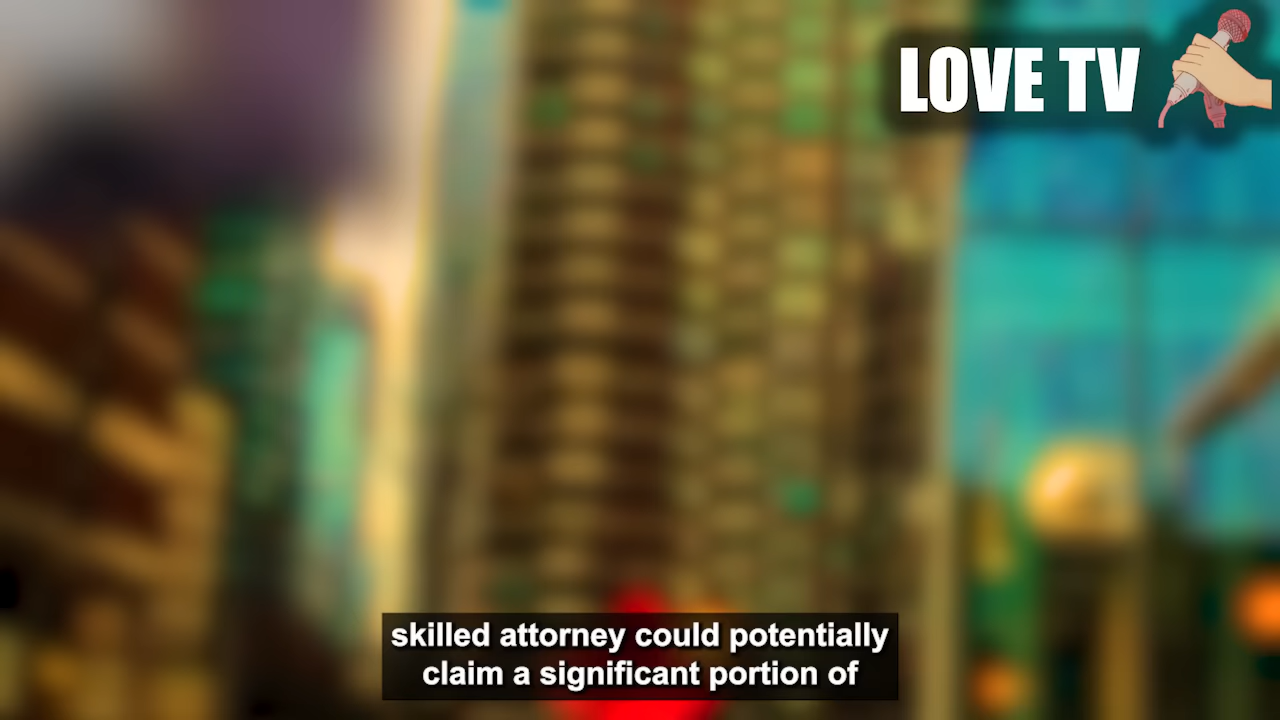 LOVE TV
skilled attorney could potentially
claim a significant portion of